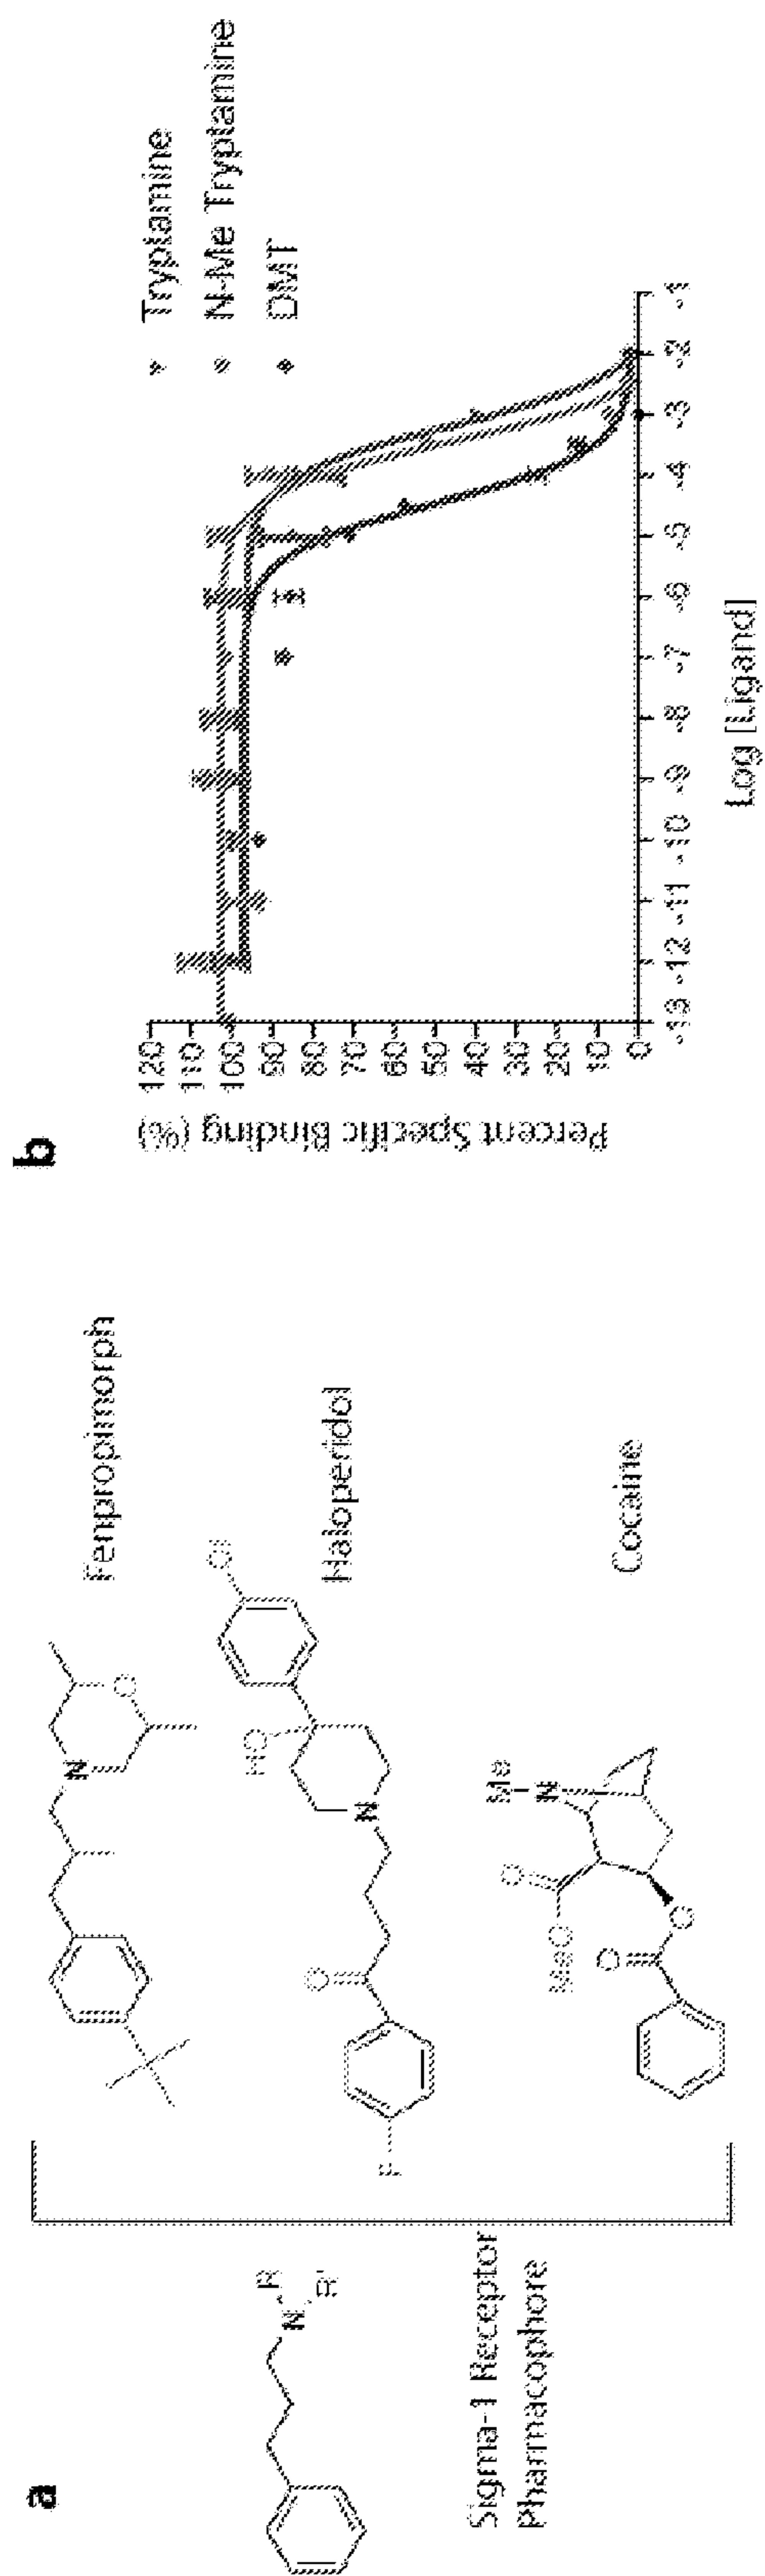 a
Sigma-1 Receptor
Pharmacophore
N
R
R'
Fenpropimorph
N
O
Haloperidol
F
O
N
HO
Cl
Cocaine
Me
N
O
MeO
O
O
b
Percent Specific Binding (%)
120
110
100
90
80
70
60
50
40
30
20
10
0
-13 -12 -11 -10 -9 -8 -7 -6 -5 -4 -3 -2 -1
Log [Ligand]
Tryptamine
N-Me Tryptamine
DMT